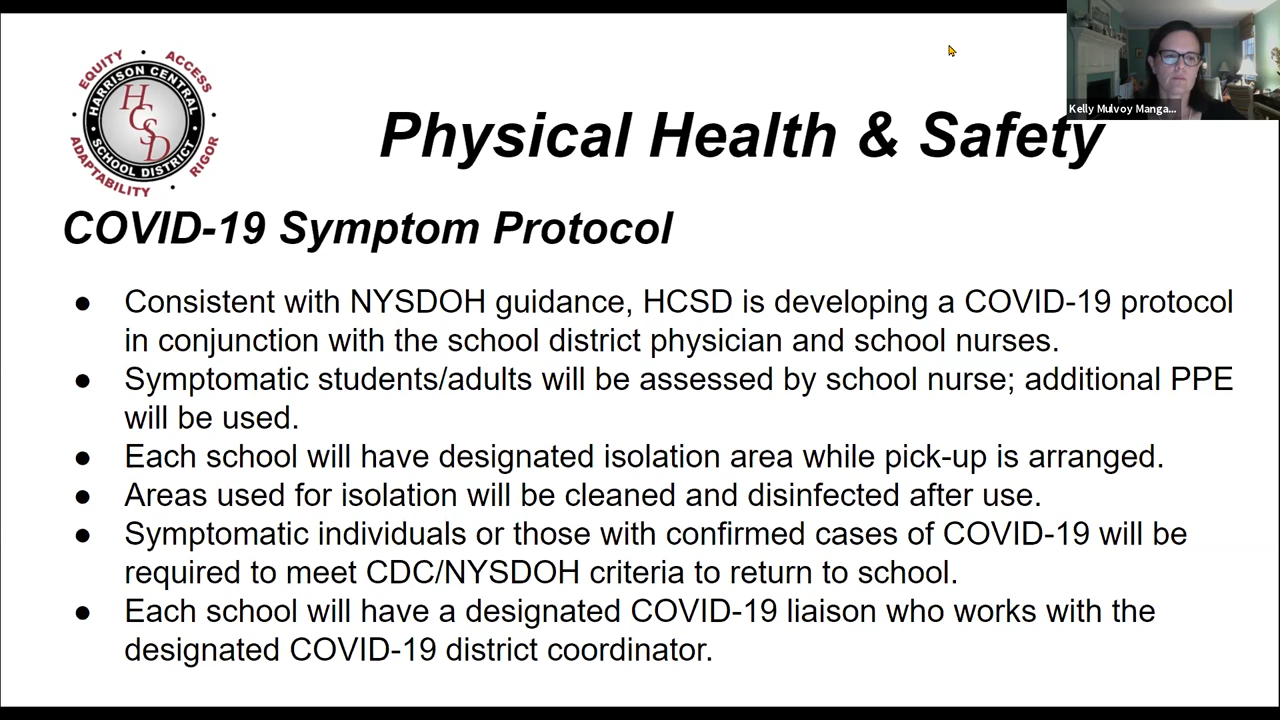 EQUITY • ACCESS
HARRISON CENTRAL
HCSD
SCHOOL DISTRICT
ADAPTABILITY • RIGOR
Kelly Mulvoy Manga...
Physical Health & Safety
COVID-19 Symptom Protocol
● Consistent with NYSDOH guidance, HCSD is developing a COVID-19 protocol
in conjunction with the school district physician and school nurses.
● Symptomatic students/adults will be assessed by school nurse; additional PPE
will be used.
● Each school will have designated isolation area while pick-up is arranged.
● Areas used for isolation will be cleaned and disinfected after use.
● Symptomatic individuals or those with confirmed cases of COVID-19 will be
required to meet CDC/NYSDOH criteria to return to school.
● Each school will have a designated COVID-19 liaison who works with the
designated COVID-19 district coordinator.